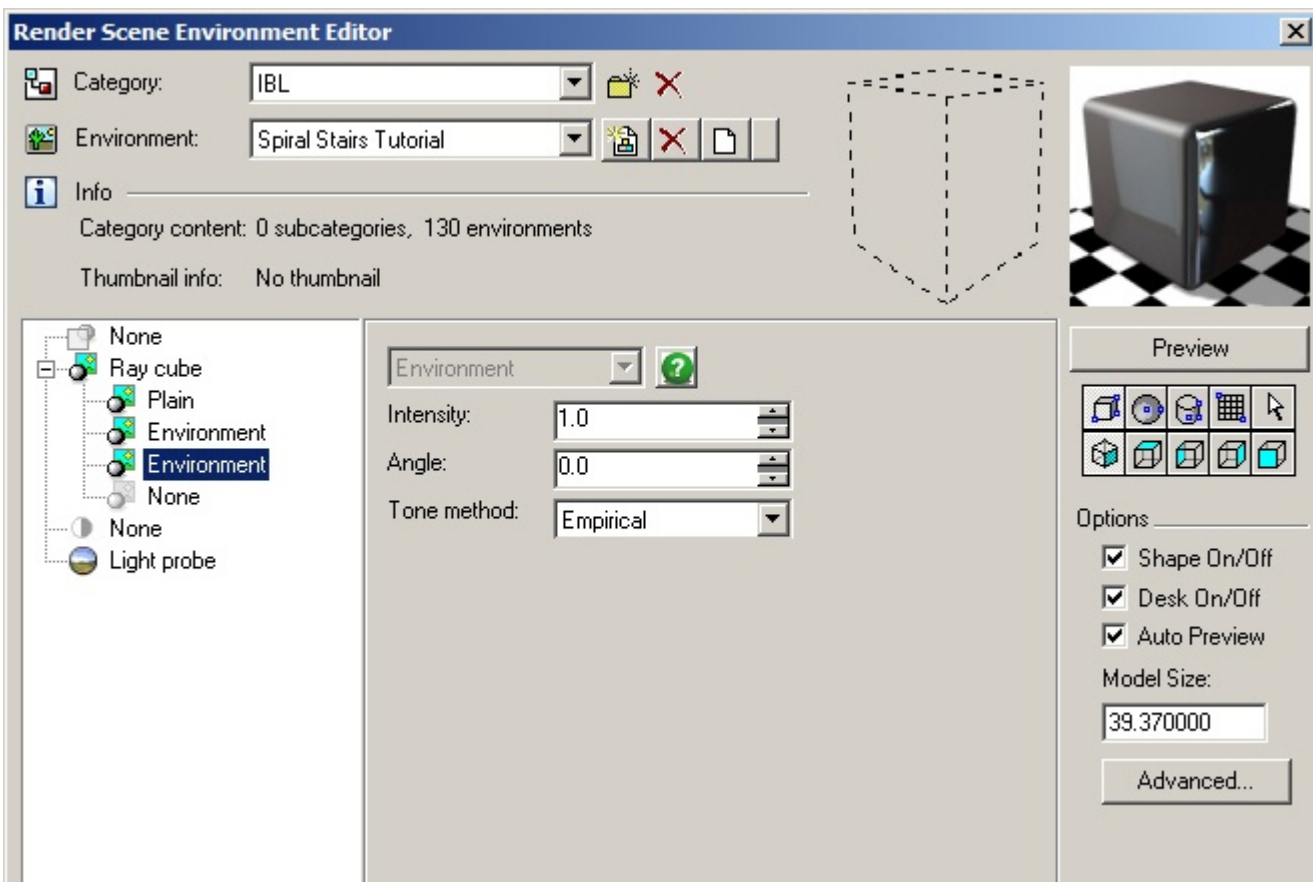 Render Scene Environment Editor
Category:
IBL
Environment:
Spiral Stairs Tutorial
Info
Category content: 0 subcategories, 130 environments
Thumbnail info: No thumbnail
None
Ray cube
Plain
Environment
Environment
None
None
Light probe
Environment
Intensity:
1.0
Angle:
0.0
Tone method:
Empirical
Preview
Options
Shape On/Off
Desk On/Off
Auto Preview
Model Size:
39.370000
Advanced...